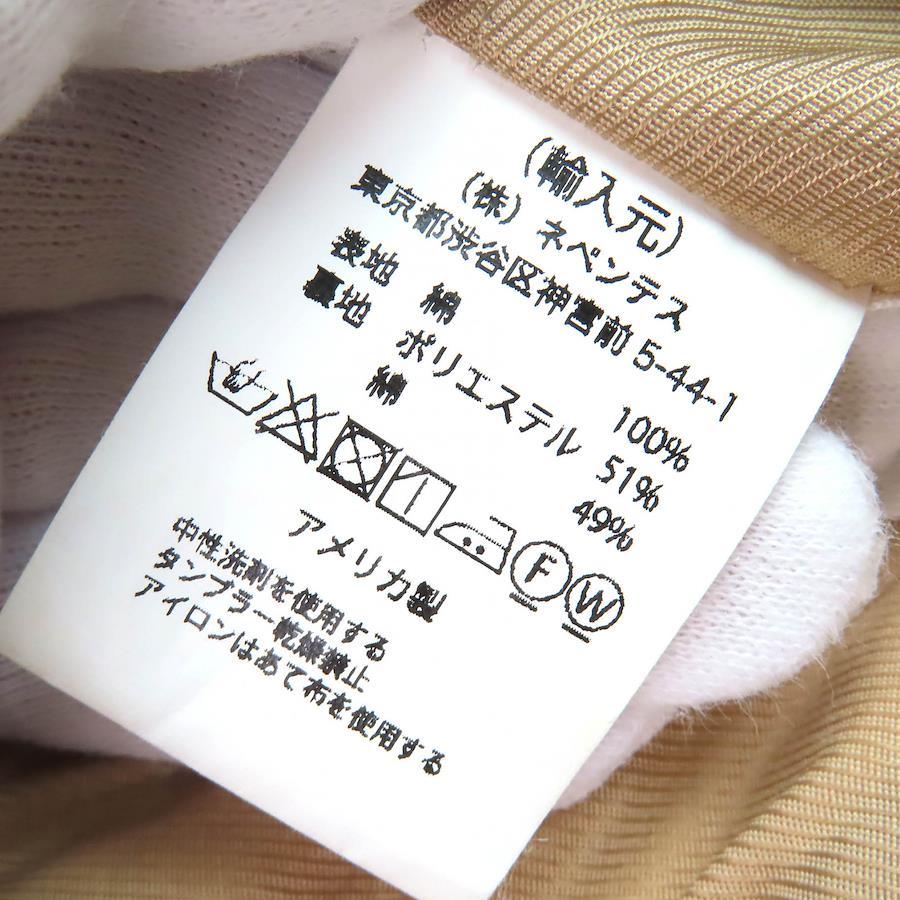 (輸入元)
(株) ネペンテス
東京都渋谷区神宮前 5-44-1
表地 綿 100%
裏地 ポリエステル 51%
綿 49%
F W
アメリカ製
中性洗剤を使用する
タンブラー乾燥禁止
アイロンはあて布を使用する